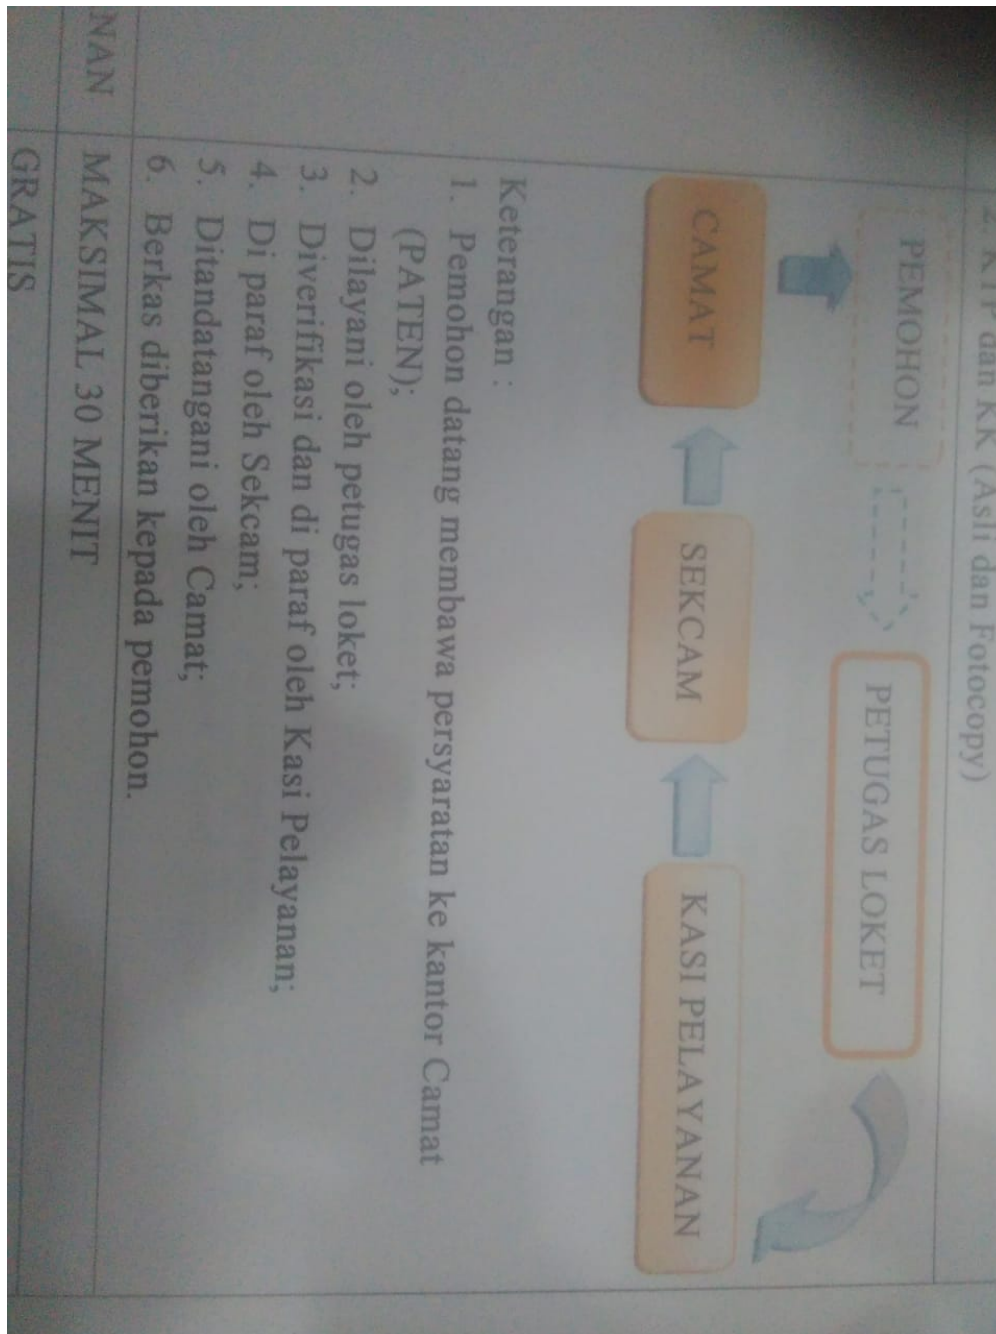 2. KTP dan KK (Asli dan Fotocopy)
PEMOHON
PETUGAS LOKET
CAMAT
SEKCAM
KASI PELAYANAN
Keterangan :
1. Pemohon datang membawa persyaratan ke kantor Camat
(PATEN);
2. Dilayani oleh petugas loket;
3. Diverifikasi dan di paraf oleh Kasi Pelayanan;
4. Di paraf oleh Sekcam;
5. Ditandatangani oleh Camat;
6. Berkas diberikan kepada pemohon.
NAN MAKSIMAL 30 MENIT
GRATIS